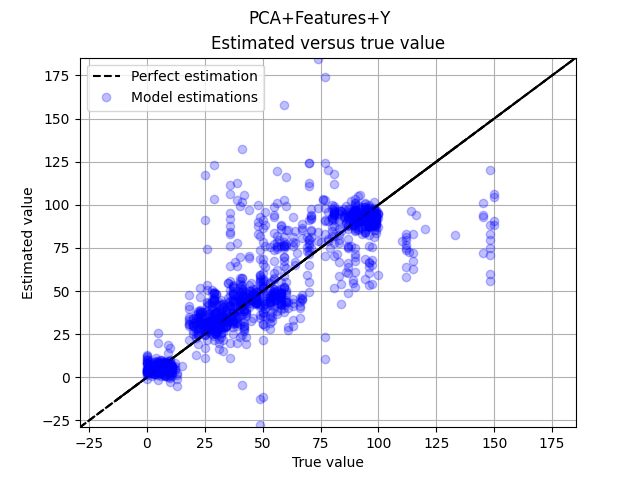 PCA+Features+Y
Estimated versus true value
Perfect estimation
Model estimations
175
150
125
100
75
50
25
0
−25
Estimated value
−25 0 25 50 75 100 125 150 175
True value